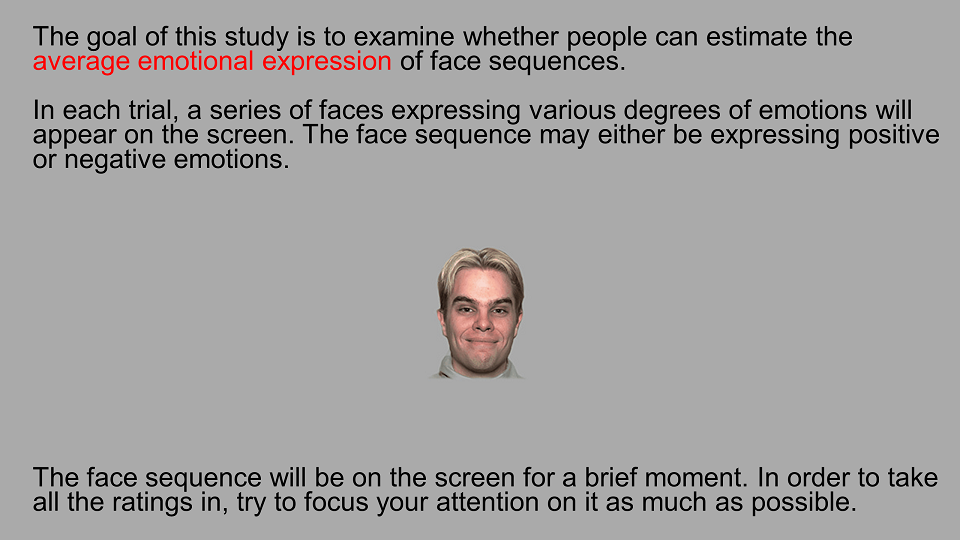 The goal of this study is to examine whether people can estimate the
average emotional expression of face sequences.
In each trial, a series of faces expressing various degrees of emotions will
appear on the screen. The face sequence may either be expressing positive
or negative emotions.
The face sequence will be on the screen for a brief moment. In order to take
all the ratings in, try to focus your attention on it as much as possible.